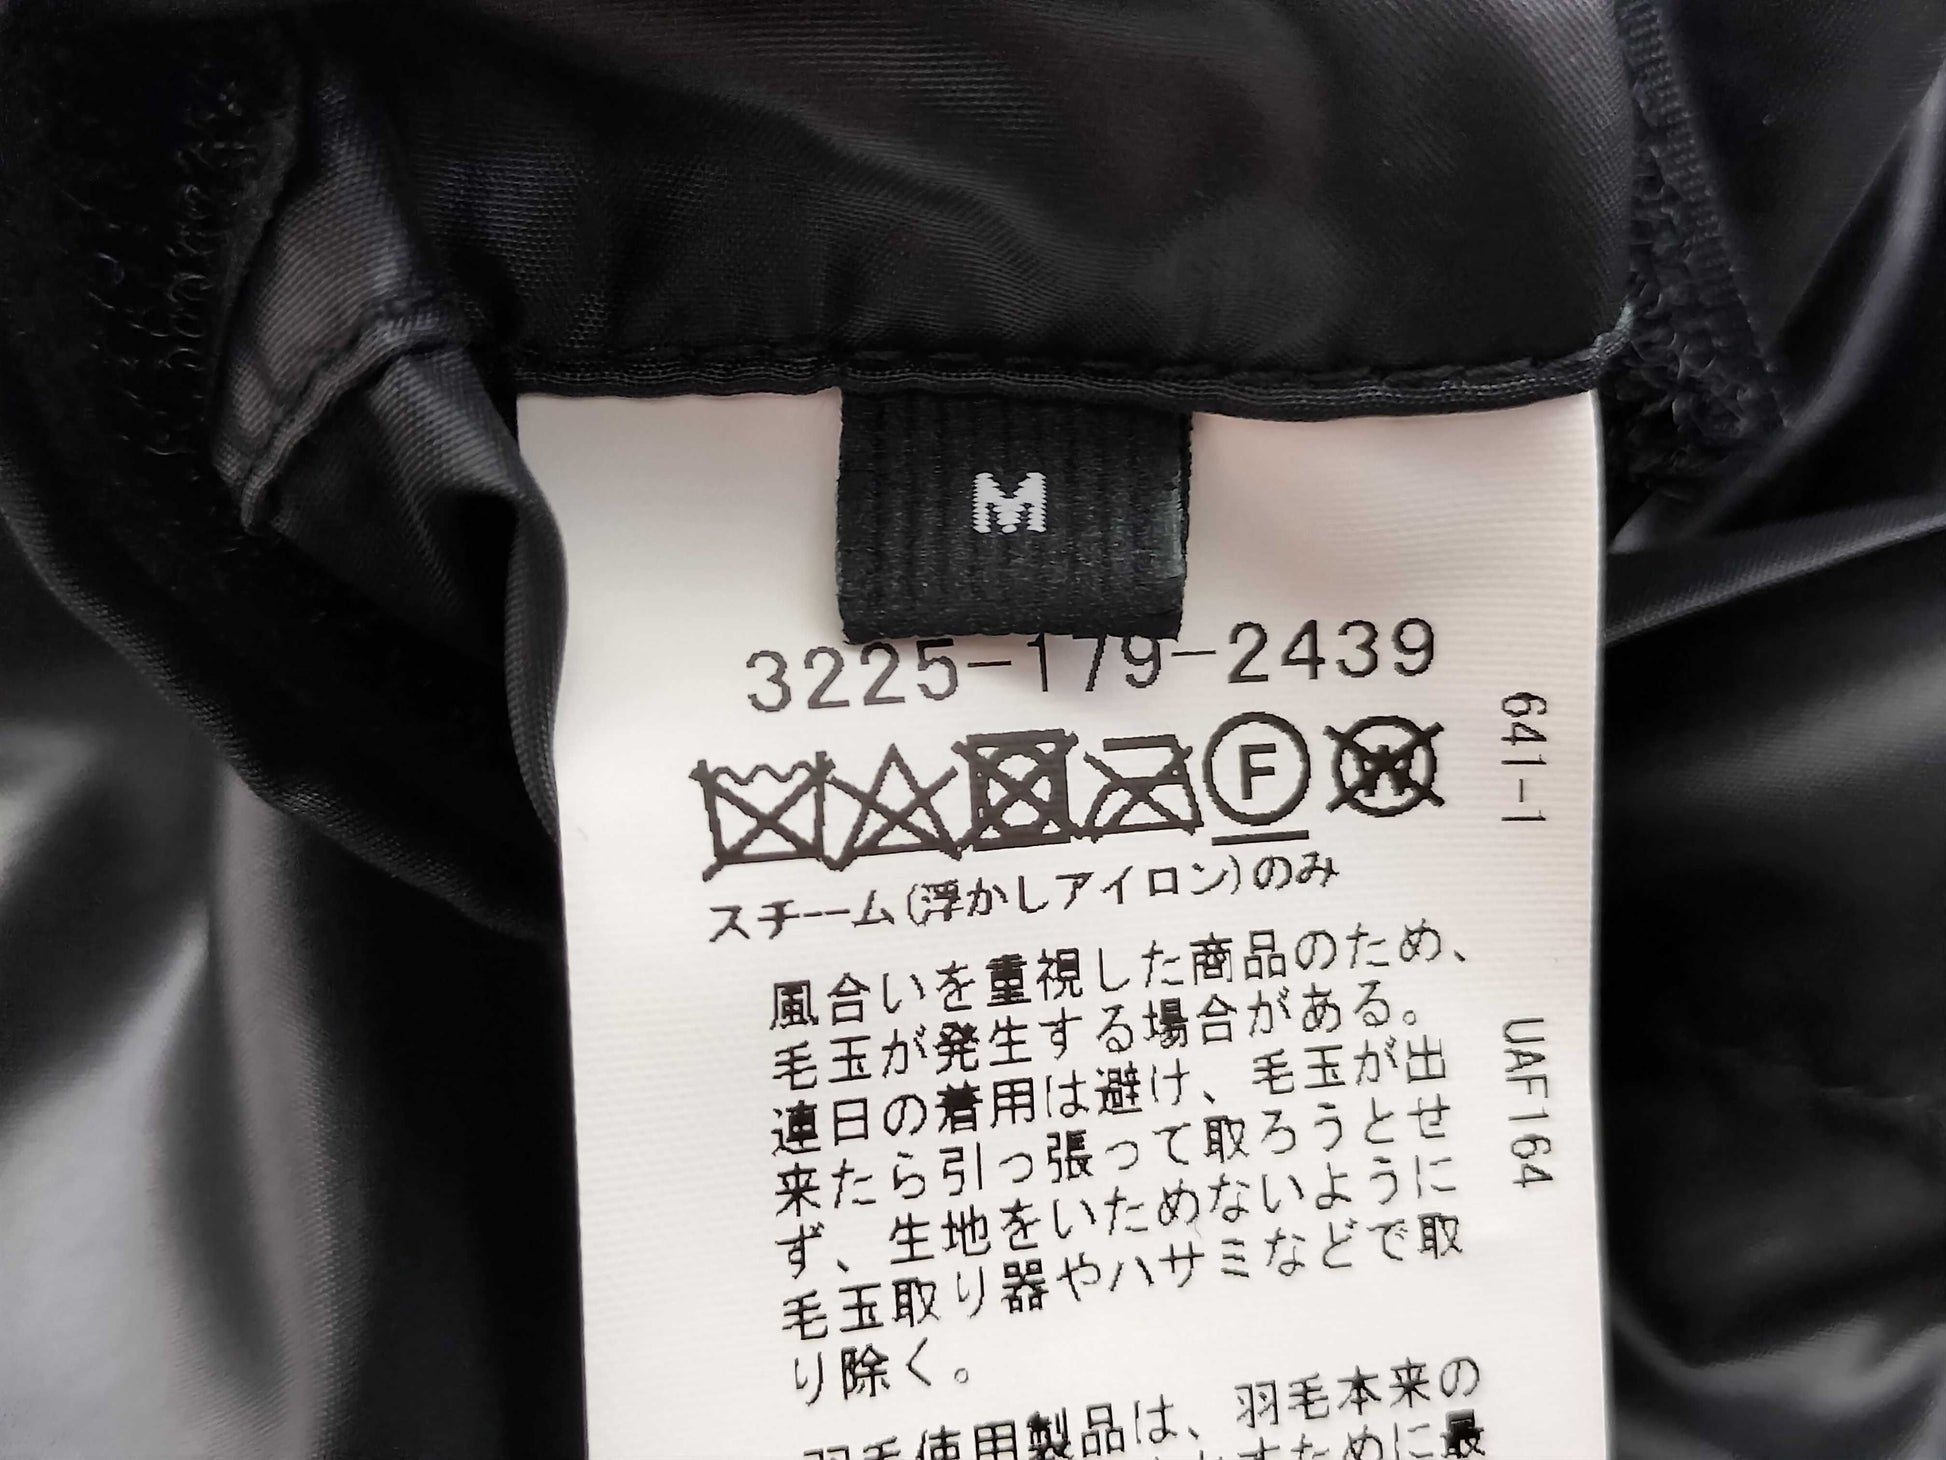 M
3225-179-2439
F
スチーム(浮かしアイロン)のみ
風合いを重視した商品のため、
毛玉が発生する場合がある。
連日の着用は避け、毛玉が出
来たら引っ張って取ろうとせ
ず、生地をいためないように
毛玉取り器やハサミなどで取
り除く。
羽毛使用製品は、羽毛本来の
すために最
641-1
UAF164